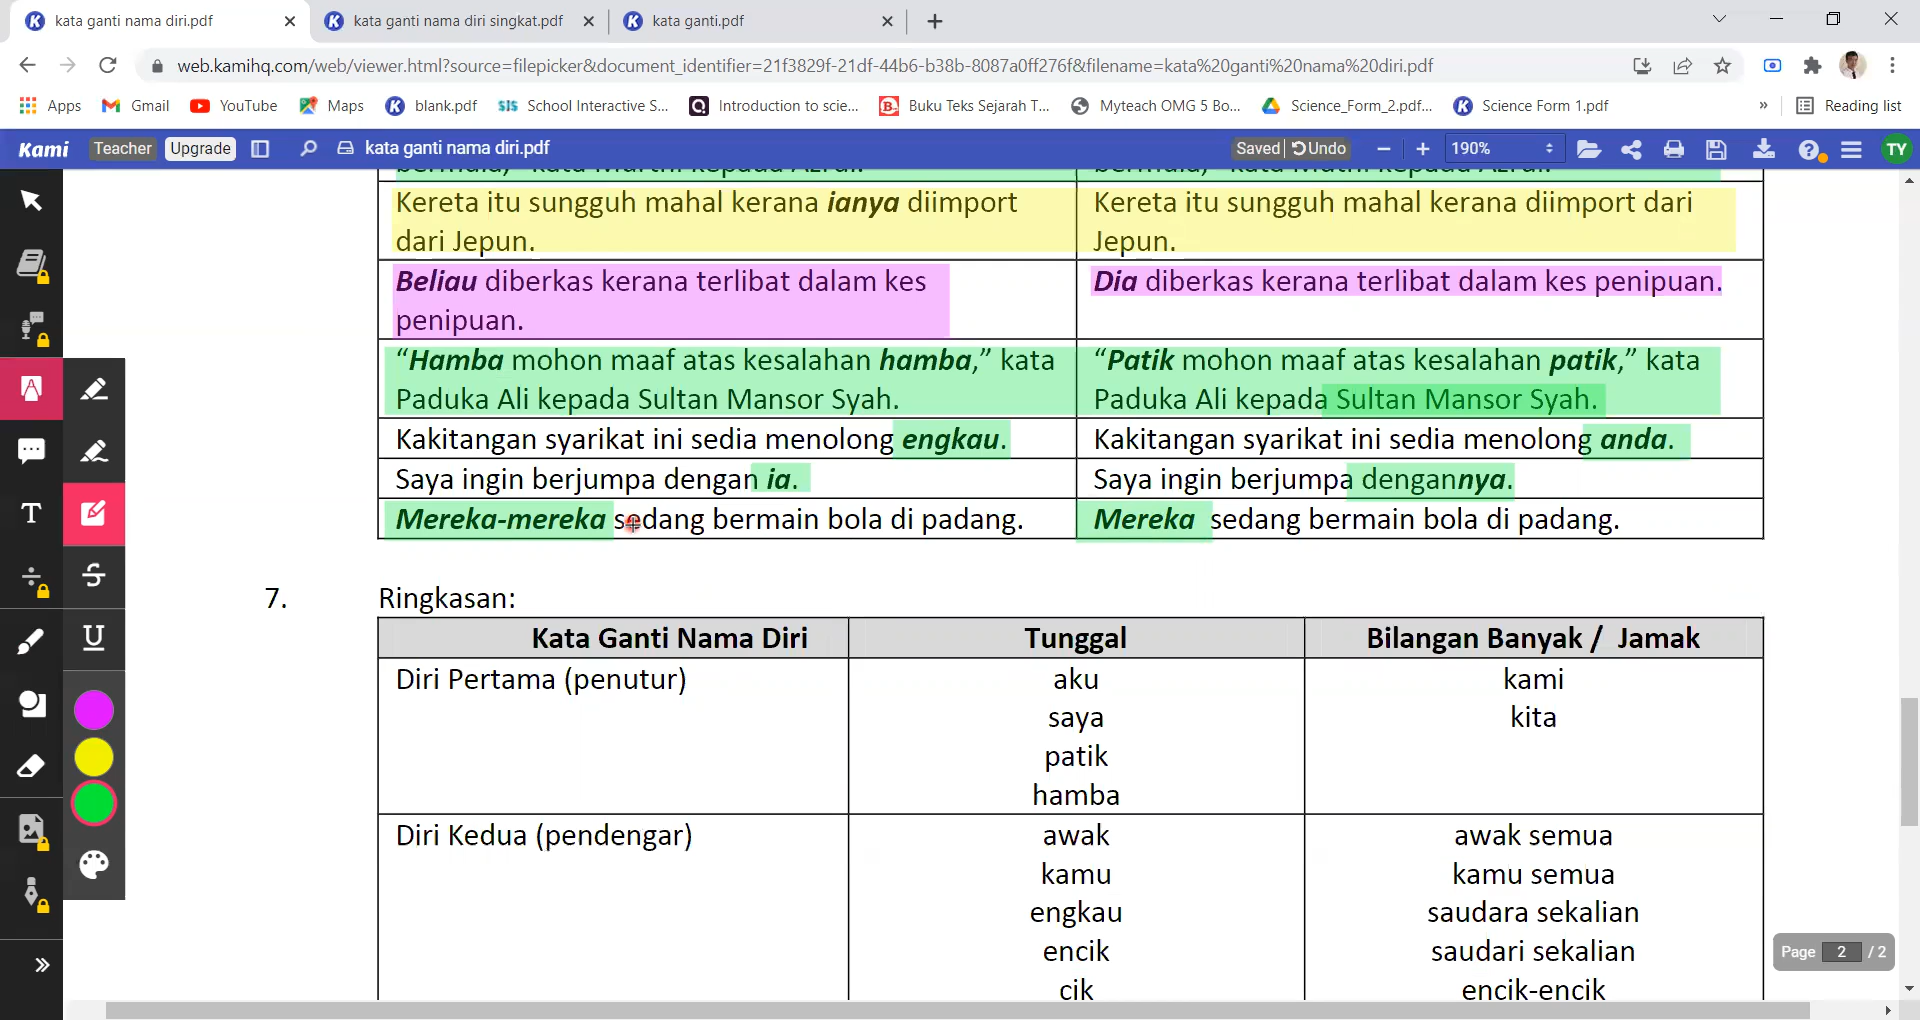 kata ganti nama diri.pdf
kata ganti nama diri singkat.pdf
kata ganti.pdf
web.kamihq.com/web/viewer.html?source=filepicker&document_identifier=21f3829f-21df-44b6-b38b-8087a0ff276f&filename=kata%20ganti%20nama%20diri.pdf
Apps
Gmail
YouTube
Maps
blank.pdf
SIS School Interactive S...
Introduction to scie...
Buku Teks Sejarah T...
Myteach OMG 5 Bo...
Science_Form_2.pdf...
Science Form 1.pdf
Reading list
Kami
Teacher
Upgrade
kata ganti nama diri.pdf
Saved
Undo
190%
TY
Kereta itu sungguh mahal kerana ianya diimport
dari Jepun.
Kereta itu sungguh mahal kerana diimport dari
Jepun.
Beliau diberkas kerana terlibat dalam kes
penipuan.
Dia diberkas kerana terlibat dalam kes penipuan.
“Hamba mohon maaf atas kesalahan hamba,” kata
Paduka Ali kepada Sultan Mansor Syah.
“Patik mohon maaf atas kesalahan patik,” kata
Paduka Ali kepada Sultan Mansor Syah.
Kakitangan syarikat ini sedia menolong engkau.
Kakitangan syarikat ini sedia menolong anda.
Saya ingin berjumpa dengan ia.
Saya ingin berjumpa dengannya.
Mereka-mereka sedang bermain bola di padang.
Mereka sedang bermain bola di padang.
7. Ringkasan:
Kata Ganti Nama Diri
Tunggal
Bilangan Banyak / Jamak
Diri Pertama (penutur)
aku
saya
patik
hamba
kami
kita
Diri Kedua (pendengar)
awak
kamu
engkau
encik
cik
awak semua
kamu semua
saudara sekalian
saudari sekalian
encik-encik
Page 2 / 2